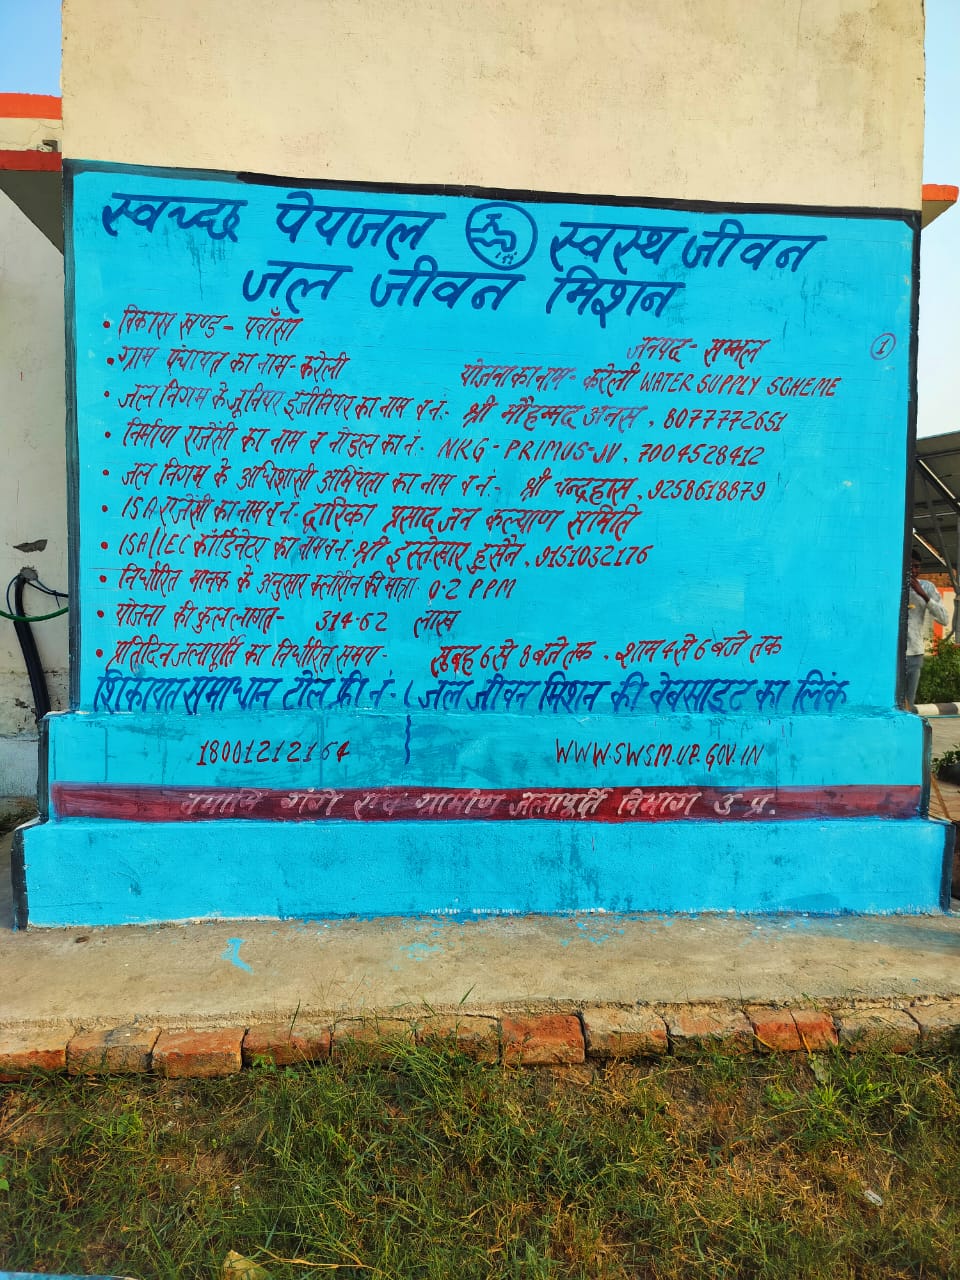 स्वच्छ पेयजल स्वस्थ जीवन
जल जीवन मिशन
• विकास खण्ड - पवाँसा जनपद - सम्भल
①
• ग्राम पंचायत का नाम - करेली योजना का नाम - करेली WATER SUPPLY SCHEME
• जल निगम के जूनियर इंजीनियर का नाम व नं:- श्री मौहम्मद अनस, 8077772651
• निर्माण एजेंसी का नाम व नोडल का नं. NKG - PRIMUS-JV, 7004528412
• जल निगम के अधिशासी अभियंता का नाम व नं:- श्री चन्द्रहास, 9258618879
• ISA एजेंसी का नाम व नं: द्वारिका प्रसाद जन कल्याण समिति
• ISA/IEC कोर्डिनेटर का नाम व नं: श्री इस्तेखार हुसैन, 9151032176
• निर्धारित मानक के अनुसार क्लोरीन की मात्रा 0.2 PPM
• योजना की कुल लागत - 314.62 लाख
• प्रतिदिन जलापूर्ति का निर्धारित समय - सुबह 6 से 8 बजे तक, शाम 4 से 6 बजे तक
शिकायत समाधान टोल फ्री नं:- जल जीवन मिशन की वेबसाइट का लिंक
18001212164 WWW.SWSM.UP.GOV.IN
नमामि गंगे एवं ग्रामीण जलापूर्ति विभाग उ. प्र.